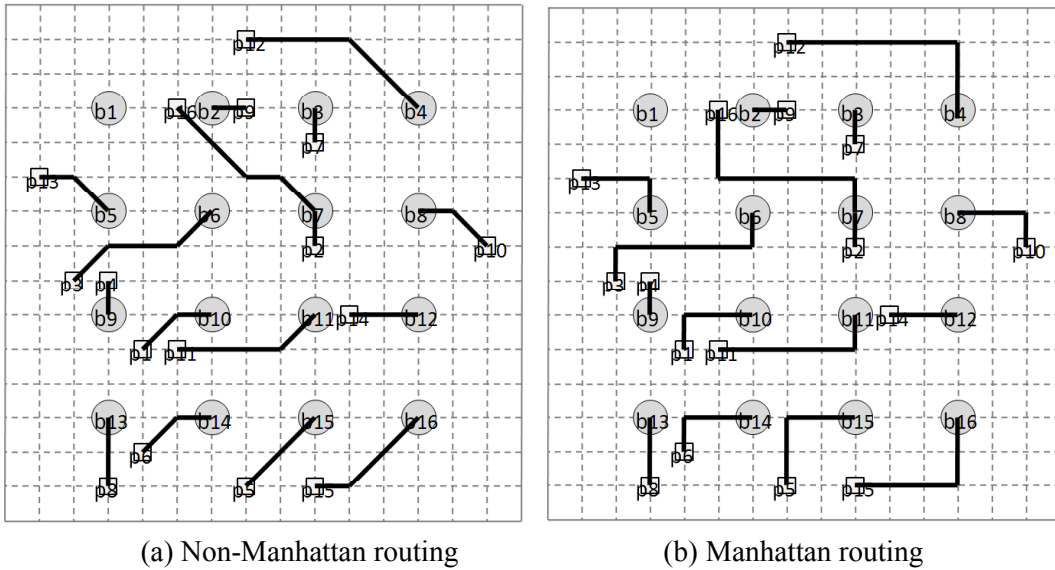 p12
b1 p16 b2 p9 b3 b4
p7
p13
b5 b6 b7 b8
p2 p10
p3 p4
b9 b10 b11 p14 b12
p1 p11
b13 b14 b15 b16
p6
p8 p5 p15
(a) Non-Manhattan routing
p12
b1 p16 b2 p9 b3 b4
p7
p13
b5 b6 b7 b8
p2 p10
p3 p4
b9 b10 b11 p14 b12
p1 p11
b13 b14 b15 b16
p6
p8 p5 p15
(b) Manhattan routing